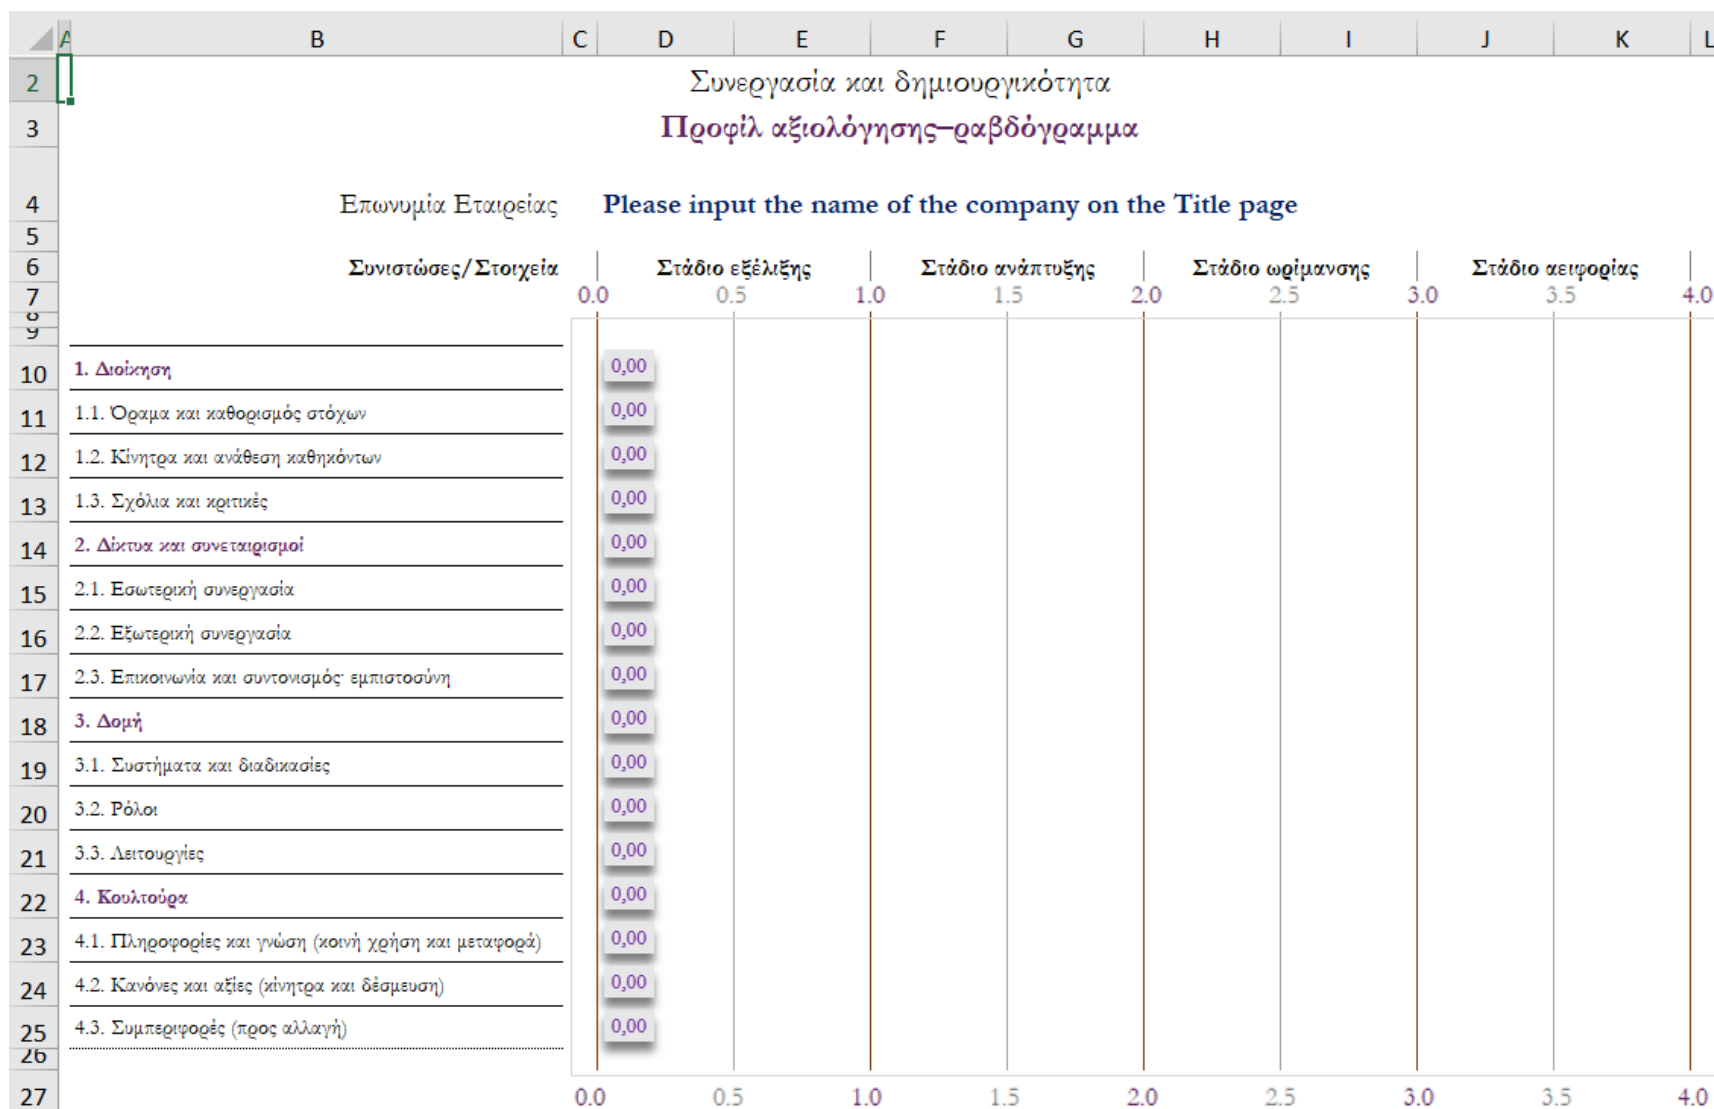 A B C D E F G H I J K L
2 Συνεργασία και δημιουργικότητα
3 Προφίλ αξιολόγησης–ραβδόγραμμα
4 Επωνυμία Εταιρείας Please input the name of the company on the Title page
5
6 Συνιστώσες/Στοιχεία Στάδιο εξέλιξης Στάδιο ανάπτυξης Στάδιο ωρίμανσης Στάδιο αειφορίας
7 0.0 0.5 1.0 1.5 2.0 2.5 3.0 3.5 4.0
8
9
10 1. Διοίκηση 0,00
11 1.1. Όραμα και καθορισμός στόχων 0,00
12 1.2. Κίνητρα και ανάθεση καθηκόντων 0,00
13 1.3. Σχόλια και κριτικές 0,00
14 2. Δίκτυα και συνεταιρισμοί 0,00
15 2.1. Εσωτερική συνεργασία 0,00
16 2.2. Εξωτερική συνεργασία 0,00
17 2.3. Επικοινωνία και συντονισμός· εμπιστοσύνη 0,00
18 3. Δομή 0,00
19 3.1. Συστήματα και διαδικασίες 0,00
20 3.2. Ρόλοι 0,00
21 3.3. Λειτουργίες 0,00
22 4. Κουλτούρα 0,00
23 4.1. Πληροφορίες και γνώση (κοινή χρήση και μεταφορά) 0,00
24 4.2. Κανόνες και αξίες (κίνητρα και δέσμευση) 0,00
25 4.3. Συμπεριφορές (προς αλλαγή) 0,00
26
27 0.0 0.5 1.0 1.5 2.0 2.5 3.0 3.5 4.0